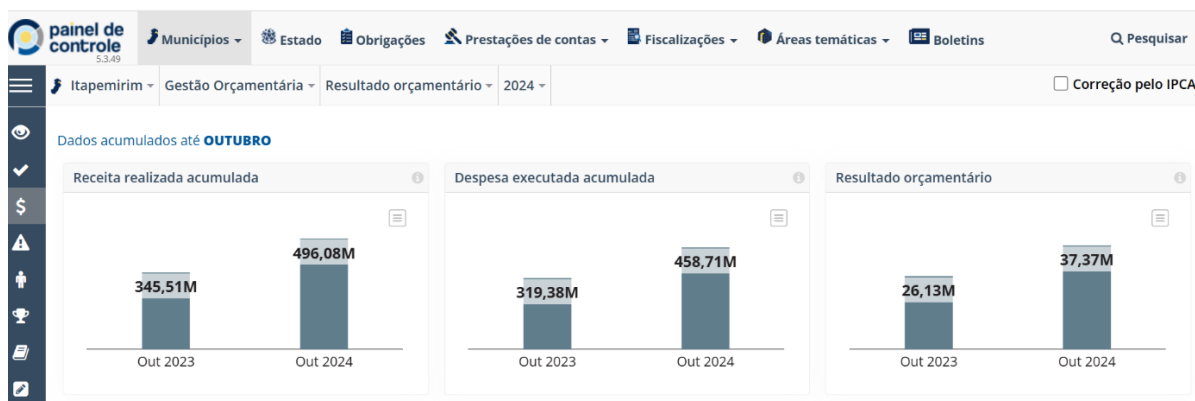 painel de controle
5.3.49
Municípios
Estado
Obrigações
Prestações de contas
Fiscalizações
Áreas temáticas
Boletins
Pesquisar
Itapemirim
Gestão Orçamentária
Resultado orçamentário
2024
Correção pelo IPCA
Dados acumulados até OUTUBRO
Receita realizada acumulada
345,51M
496,08M
Out 2023
Out 2024
Despesa executada acumulada
319,38M
458,71M
Out 2023
Out 2024
Resultado orçamentário
26,13M
37,37M
Out 2023
Out 2024